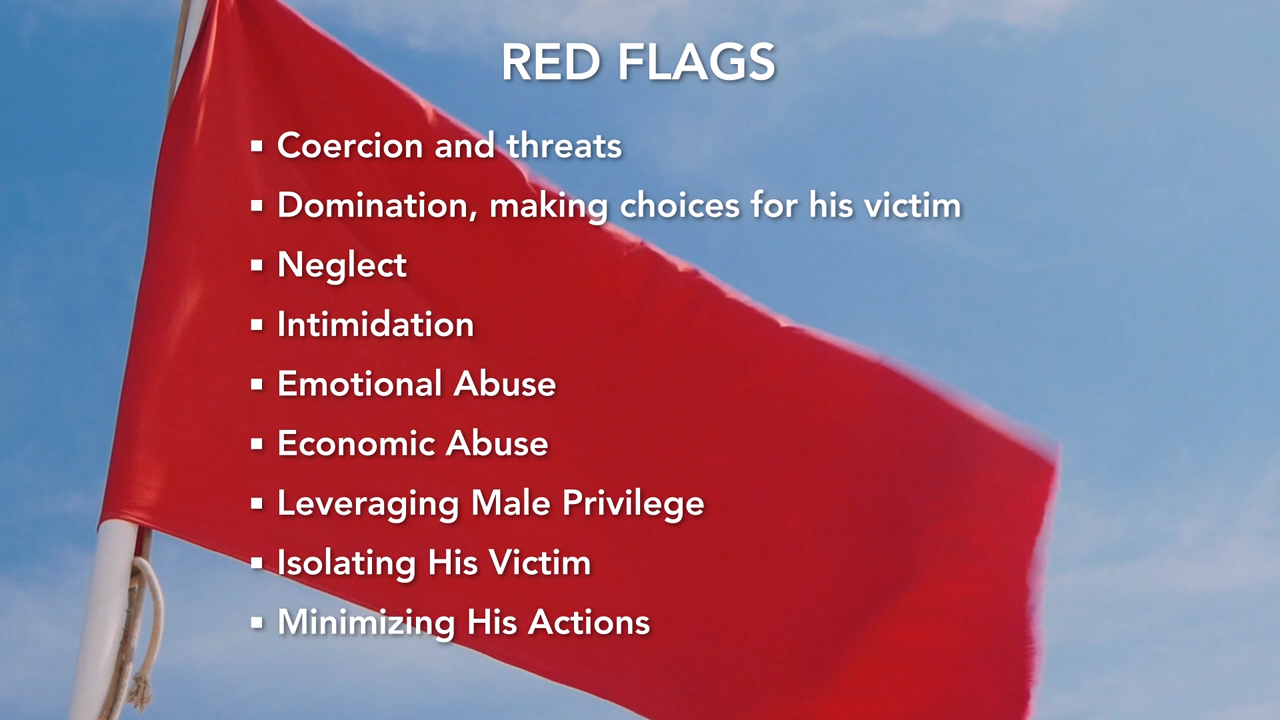 RED FLAGS
▪ Coercion and threats
▪ Domination, making choices for his victim
▪ Neglect
▪ Intimidation
▪ Emotional Abuse
▪ Economic Abuse
▪ Leveraging Male Privilege
▪ Isolating His Victim
▪ Minimizing His Actions